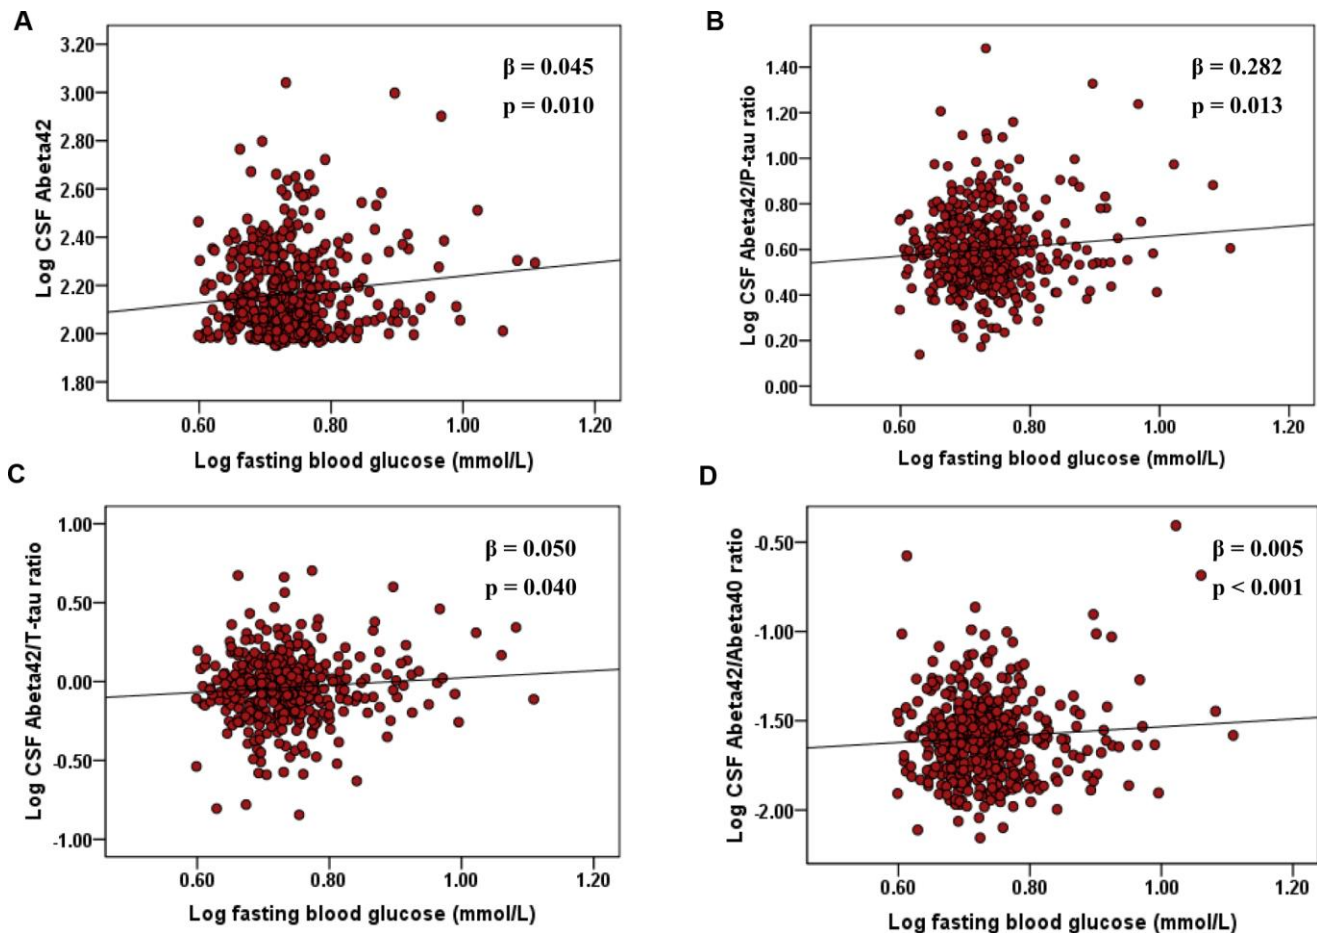 A
Log CSF Abeta42
3.20
3.00
2.80
2.60
2.40
2.20
2.00
1.80
β = 0.045
p = 0.010
0.60 0.80 1.00 1.20
Log fasting blood glucose (mmol/L)
B
Log CSF Abeta42/P-tau ratio
1.40
1.20
1.00
0.80
0.60
0.40
0.20
0.00
β = 0.282
p = 0.013
0.60 0.80 1.00 1.20
Log fasting blood glucose (mmol/L)
C
Log CSF Abeta42/T-tau ratio
1.00
0.50
0.00
-0.50
-1.00
β = 0.050
p = 0.040
0.60 0.80 1.00 1.20
Log fasting blood glucose (mmol/L)
D
Log CSF Abeta42/Abeta40 ratio
-0.50
-1.00
-1.50
-2.00
β = 0.005
p < 0.001
0.60 0.80 1.00 1.20
Log fasting blood glucose (mmol/L)